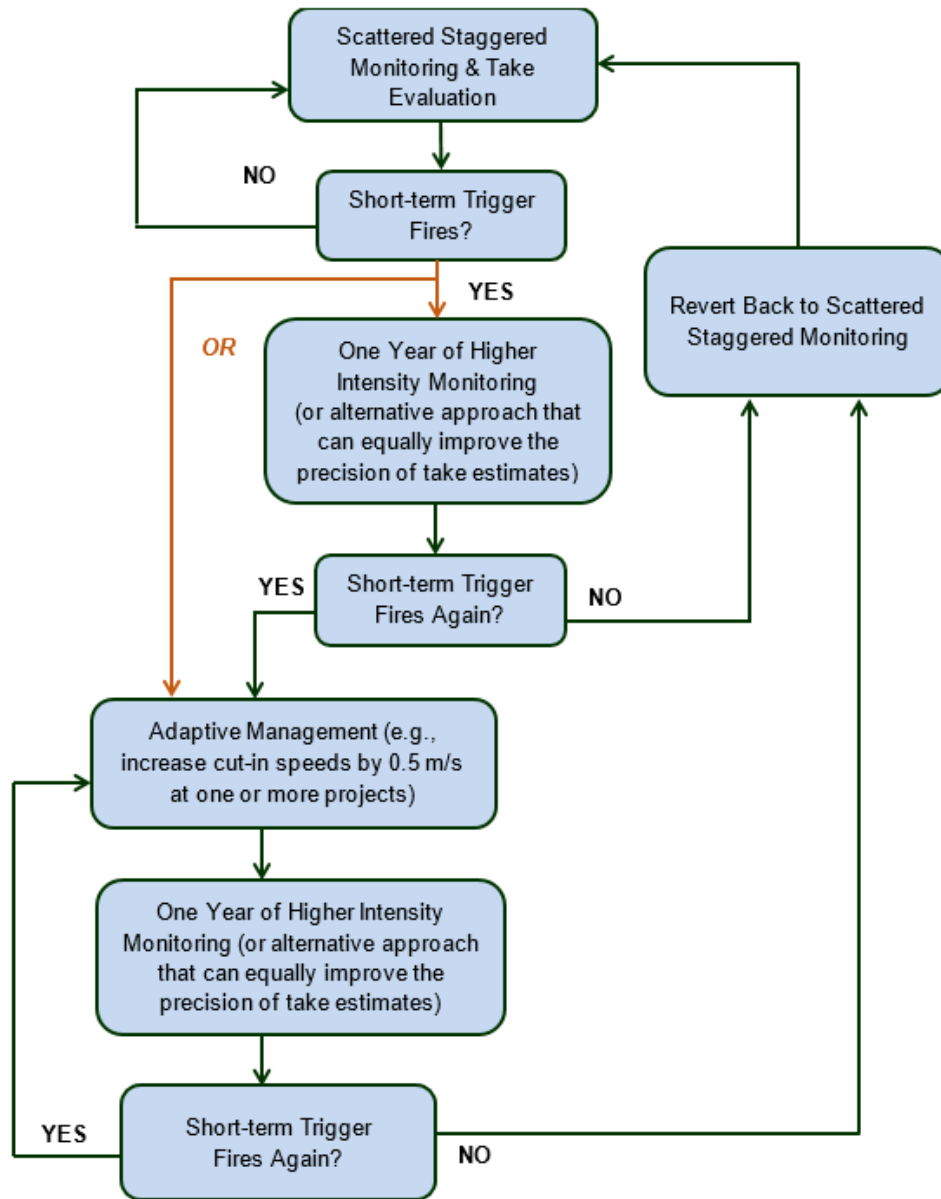 Scattered Staggered
Monitoring & Take
Evaluation
NO
Short-term Trigger
Fires?
YES
OR
Revert Back to Scattered
Staggered Monitoring
One Year of Higher
Intensity Monitoring
(or alternative approach that
can equally improve the
precision of take estimates)
YES
Short-term Trigger
Fires Again?
NO
Adaptive Management (e.g.,
increase cut-in speeds by 0.5 m/s
at one or more projects)
One Year of Higher Intensity
Monitoring (or alternative approach
that can equally improve the
precision of take estimates)
YES
Short-term Trigger
Fires Again?
NO